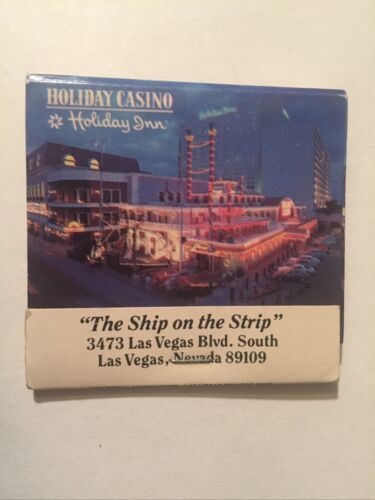 HOLIDAY CASINO
Holiday Inn
"The Ship on the Strip"
3473 Las Vegas Blvd. South
Las Vegas, Nevada 89109